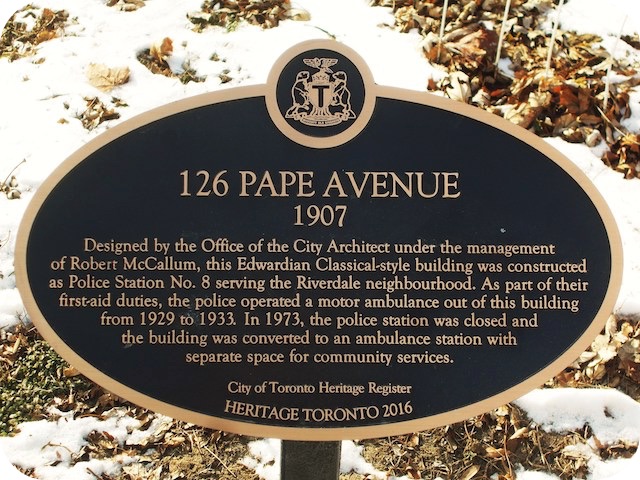 T
126 PAPE AVENUE
1907
Designed by the Office of the City Architect under the management
of Robert McCallum, this Edwardian Classical-style building was constructed
as Police Station No. 8 serving the Riverdale neighbourhood. As part of their
first-aid duties, the police operated a motor ambulance out of this building
from 1929 to 1933. In 1973, the police station was closed and
the building was converted to an ambulance station with
separate space for community services.
City of Toronto Heritage Register
HERITAGE TORONTO 2016